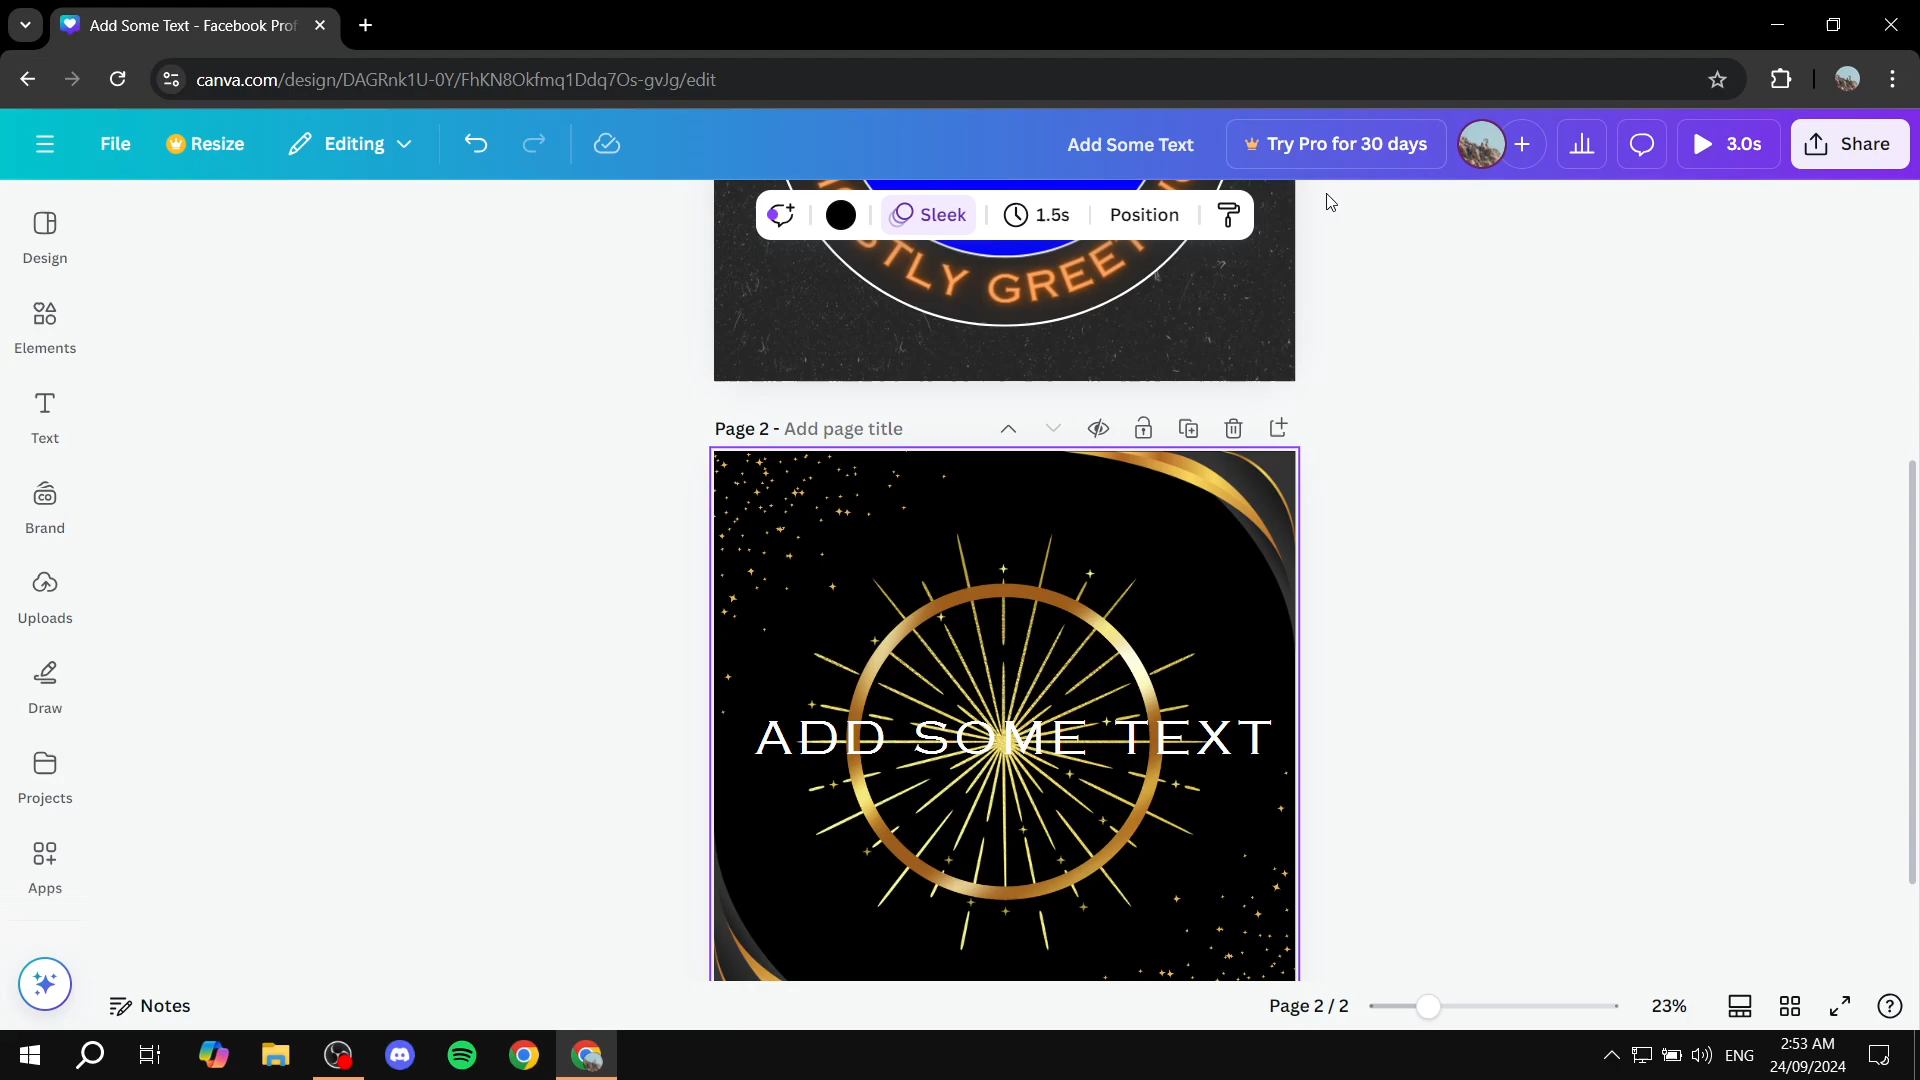 Add Some Text - Facebook Prof
canva.com/design/DAGRnk1U-0Y/FhKN8Okfmq1Ddq7Os-gvJg/edit
File
Resize
Editing
Add Some Text
Try Pro for 30 days
3.0s
Share
Design
Elements
Text
Brand
Uploads
Draw
Projects
Apps
Sleek
1.5s
Position
GREE
Page 2 - Add page title
ADD SOME TEXT
Notes
Page 2 / 2
23%
ENG
2:53 AM
24/09/2024